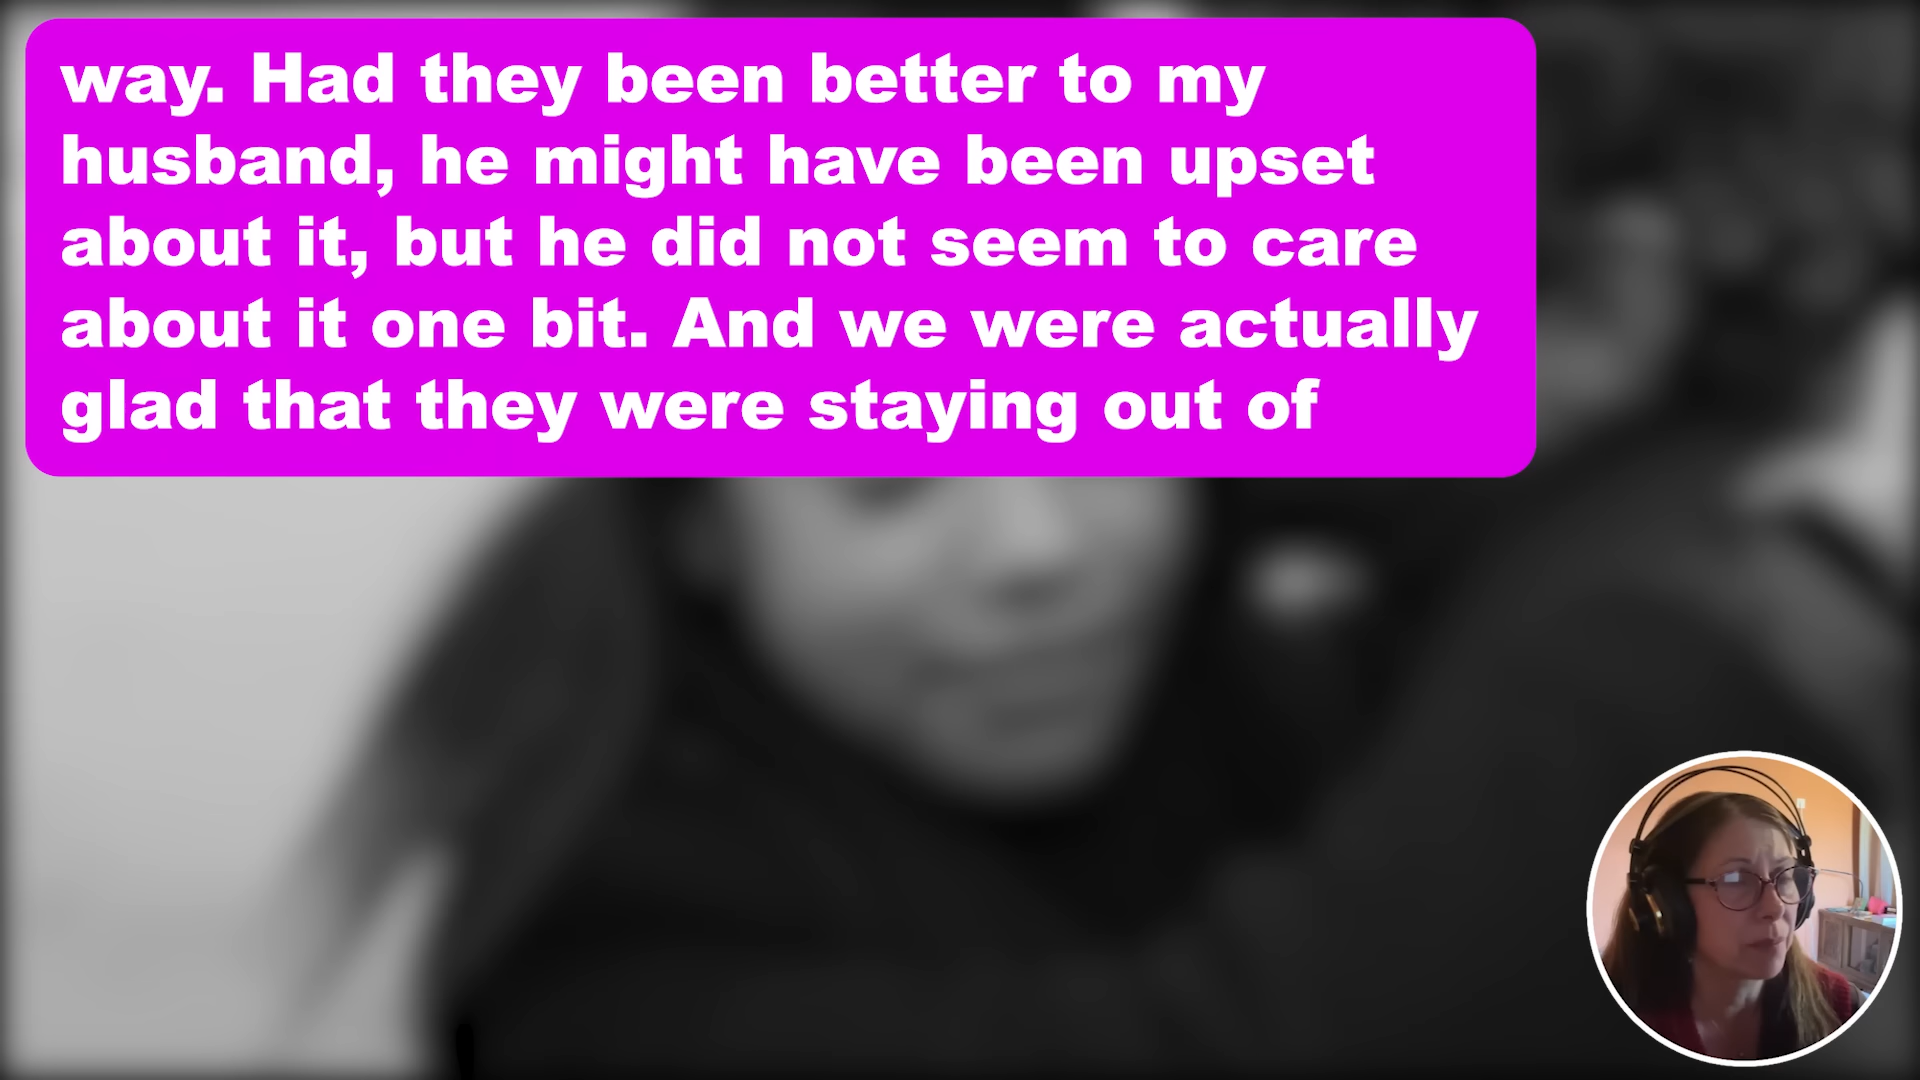 way. Had they been better to my
husband, he might have been upset
about it, but he did not seem to care
about it one bit. And we were actually
glad that they were staying out of